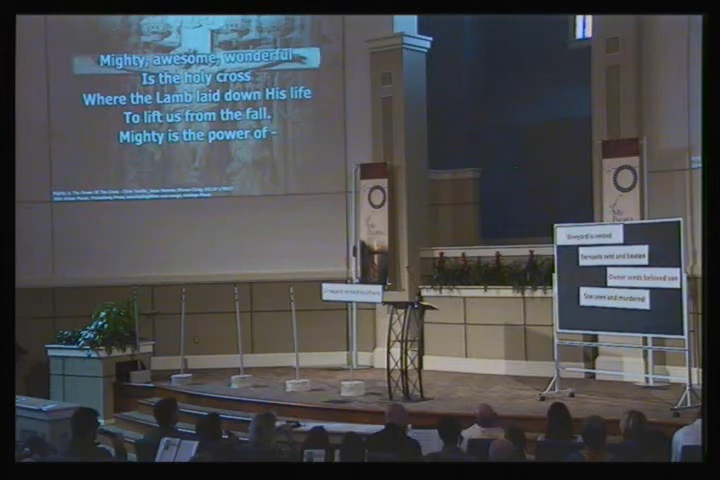 Mighty, awesome, wonderful
Is the holy cross
Where the Lamb laid down His life
To lift us from the fall.
Mighty is the power of -
Vineyard is rented
Servants sent and beaten
Owner sends beloved son
Son seen and murdered